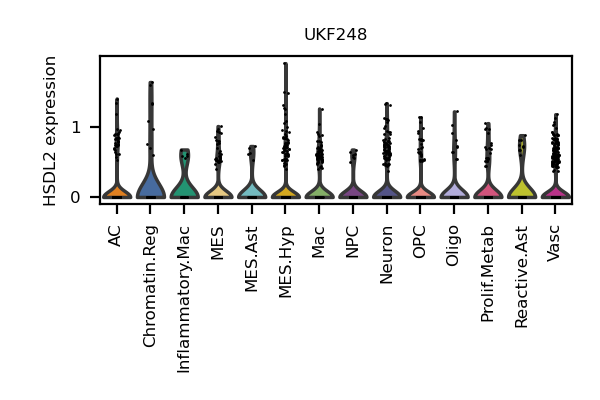 UKF248
HSDL2 expression
1
0
AC
Chromatin.Reg
Inflammatory.Mac
MES
MES.Ast
MES.Hyp
Mac
NPC
Neuron
OPC
Oligo
Prolif.Metab
Reactive.Ast
Vasc